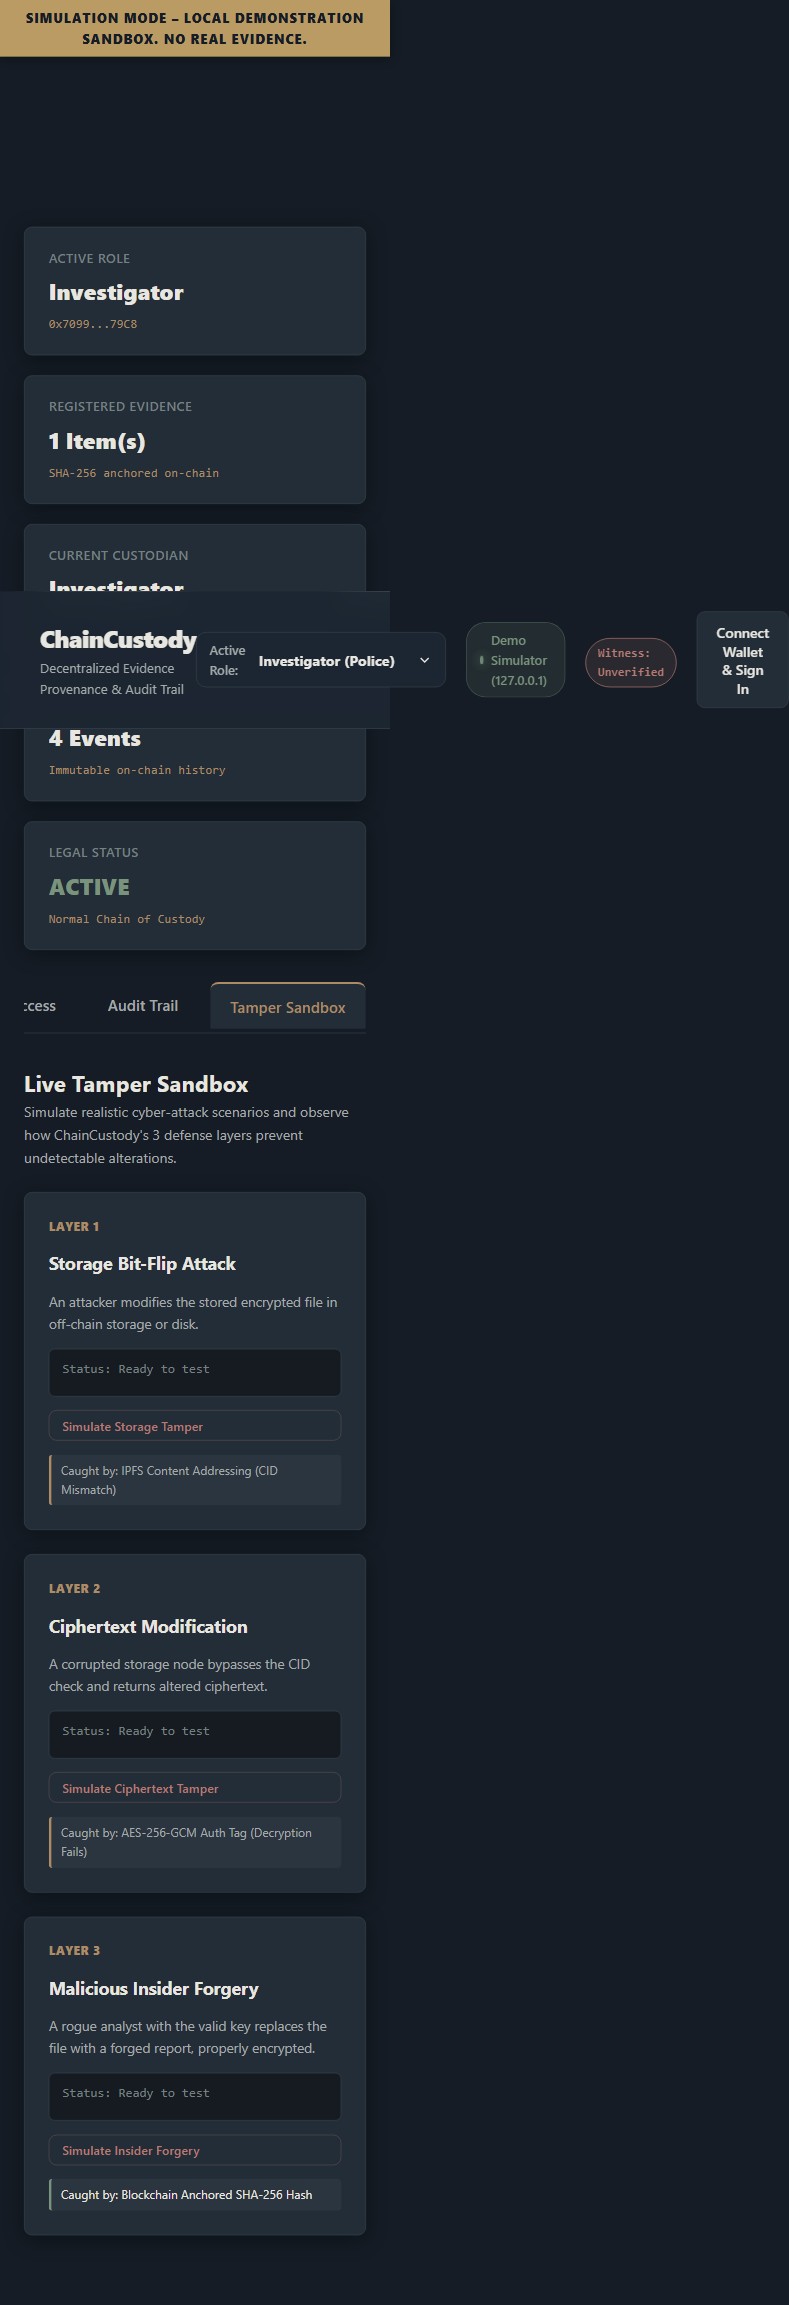 SIMULATION MODE – LOCAL DEMONSTRATION
SANDBOX. NO REAL EVIDENCE.
ACTIVE ROLE
Investigator
0x7099...79C8
REGISTERED EVIDENCE
1 Item(s)
SHA-256 anchored on-chain
CURRENT CUSTODIAN
Investigator
ChainCustody
Decentralized Evidence
Provenance & Audit Trail
Active
Role:
Investigator (Police)
Demo
Simulator
(127.0.0.1)
Witness:
Unverified
Connect
Wallet
& Sign
In
4 Events
Immutable on-chain history
LEGAL STATUS
ACTIVE
Normal Chain of Custody
ccess
Audit Trail
Tamper Sandbox
Live Tamper Sandbox
Simulate realistic cyber-attack scenarios and observe
how ChainCustody's 3 defense layers prevent
undetectable alterations.
LAYER 1
Storage Bit-Flip Attack
An attacker modifies the stored encrypted file in
off-chain storage or disk.
Status: Ready to test
Simulate Storage Tamper
Caught by: IPFS Content Addressing (CID
Mismatch)
LAYER 2
Ciphertext Modification
A corrupted storage node bypasses the CID
check and returns altered ciphertext.
Status: Ready to test
Simulate Ciphertext Tamper
Caught by: AES-256-GCM Auth Tag (Decryption
Fails)
LAYER 3
Malicious Insider Forgery
A rogue analyst with the valid key replaces the
file with a forged report, properly encrypted.
Status: Ready to test
Simulate Insider Forgery
Caught by: Blockchain Anchored SHA-256 Hash